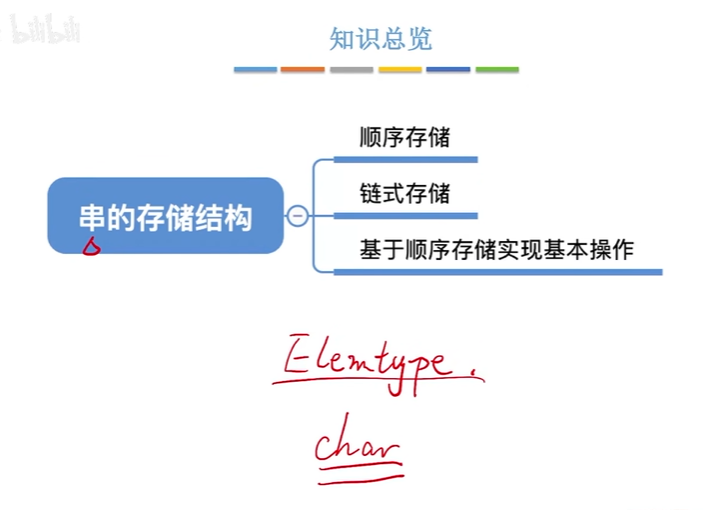 bilibili
知识总览
串的存储结构
顺序存储
链式存储
基于顺序存储实现基本操作
Elemtype.
char